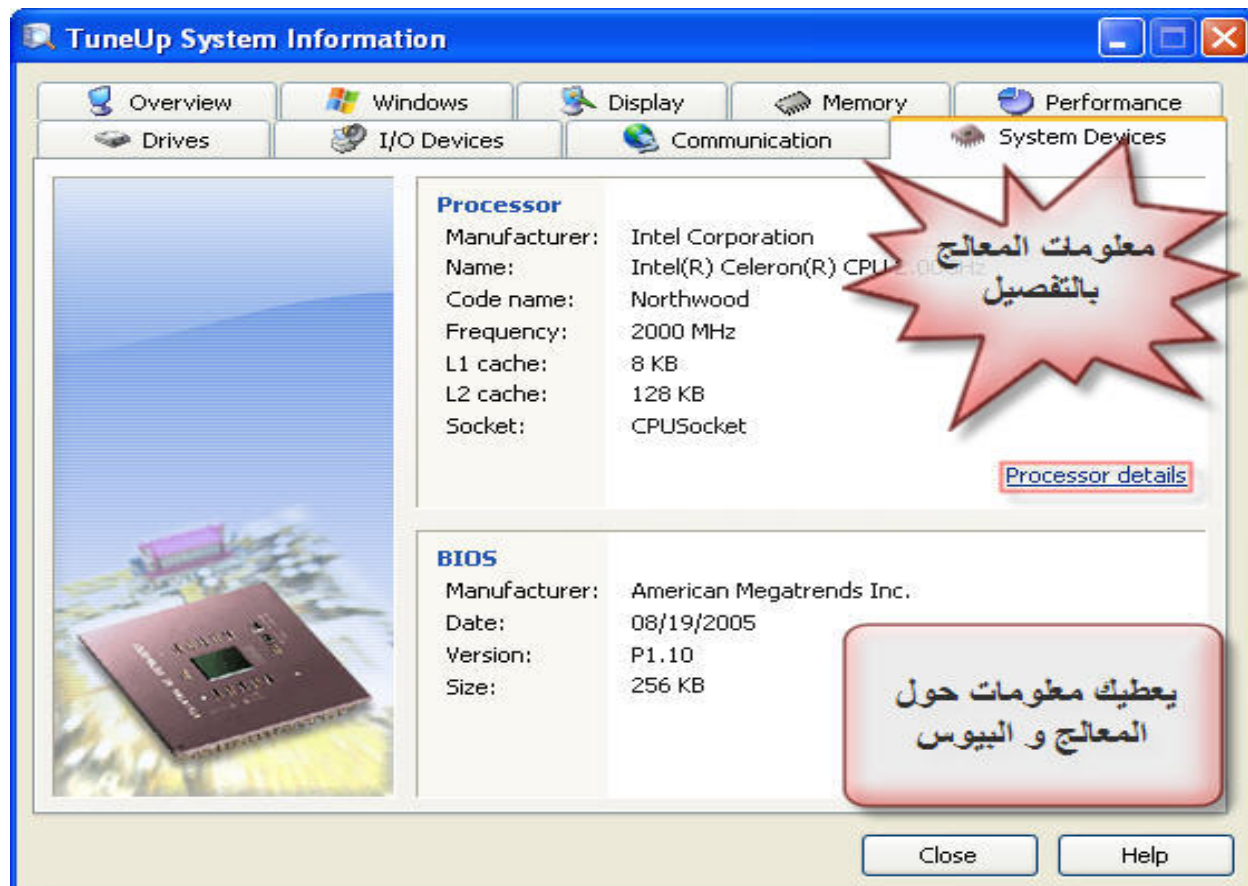 TuneUp System Information
Overview
Windows
Display
Memory
Performance
Drives
I/O Devices
Communication
System Devices
Processor
Manufacturer: Intel Corporation
Name: Intel(R) Celeron(R) CPU 2.00GHz
Code name: Northwood
Frequency: 2000 MHz
L1 cache: 8 KB
L2 cache: 128 KB
Socket: CPUSocket
معلومات المعالج
بالتفصيل
Processor details
BIOS
Manufacturer: American Megatrends Inc.
Date: 08/19/2005
Version: P1.10
Size: 256 KB
يعطيك معلومات حول
المعالج و البيوس
Close
Help